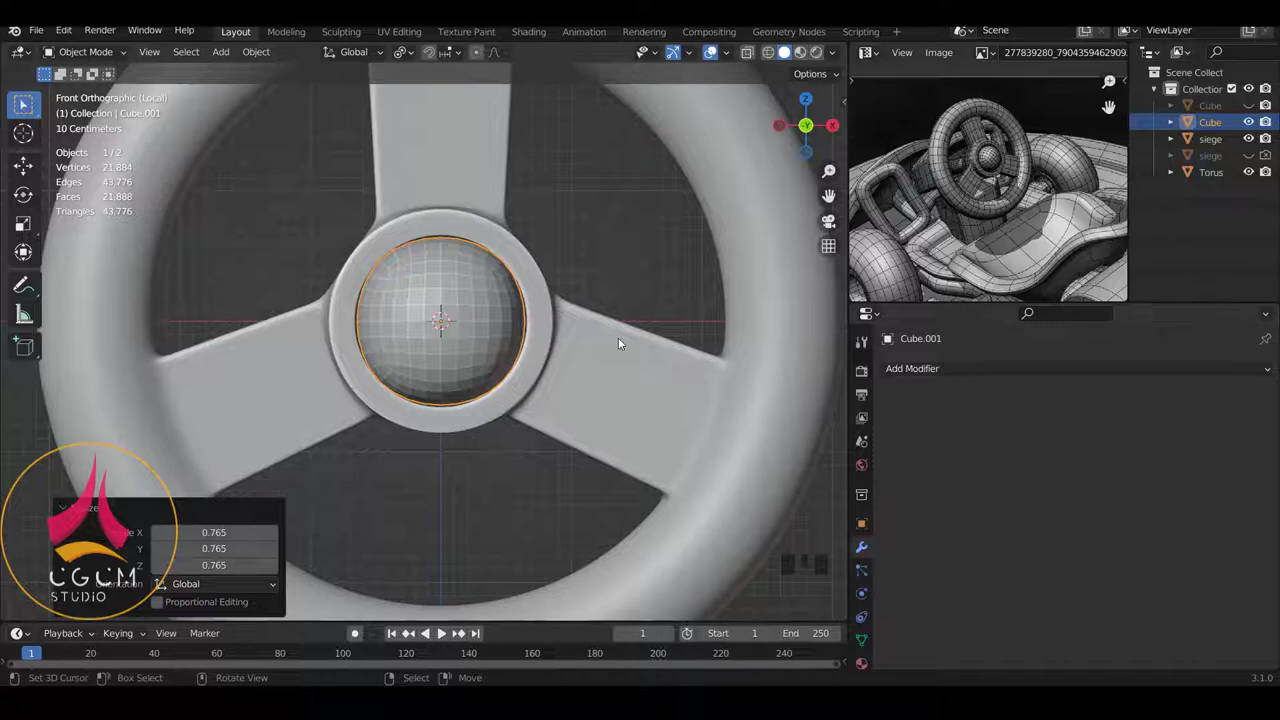 File Edit Render Window Help Layout Modeling Sculpting UV Editing Texture Paint Shading Animation Rendering Compositing Geometry Nodes Scripting Scene ViewLayer
Object Mode View Select Add Object Global View Image 277839280_7904359462909.
Options
Front Orthographic (Local)
(1) Collection | Cube.001
10 Centimeters
Objects 1/2
Vertices 21.884
Edges 43.776
Faces 21.888
Triangles 43.776
Z
X
-Y
Scene Collect
Collection
Cube
Cube
siege
siege
Torus
Cube.001
Add Modifier
X 0.765
Y 0.765
Z 0.765
Global
Proportional Editing
UGUM
STUDIO
Playback Keying View Marker 1 Start 1 End 250
1 20 40 60 80 100 120 140 160 180 200 220 240
Set 3D Cursor Box Select Rotate View Select Move 3.1.0